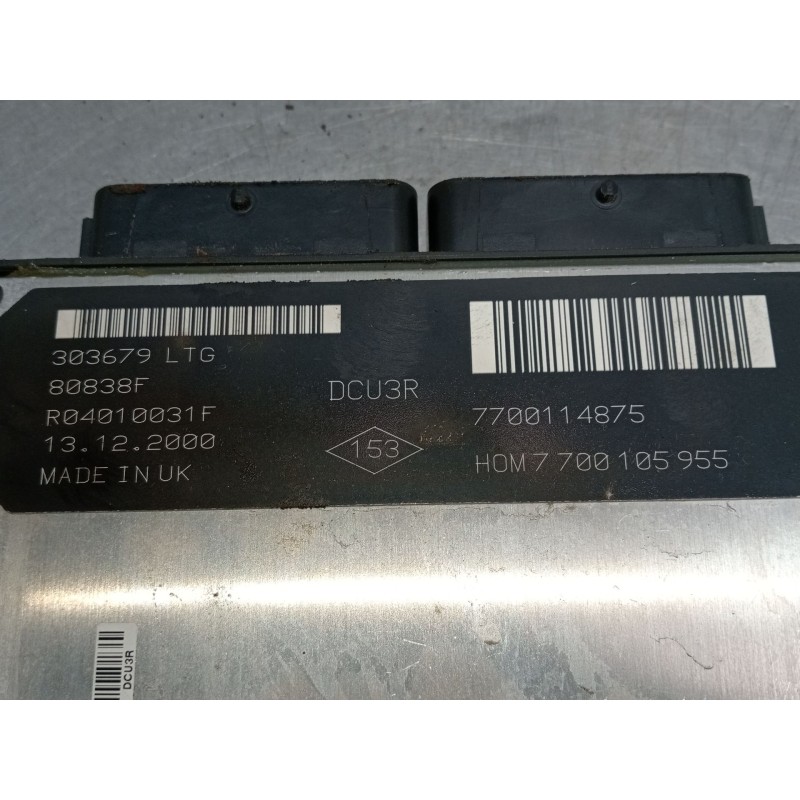 303679 LTG
80838F
R04010031F
13.12.2000
MADE IN UK
DCU3R
153
7700114875
HOM 7 700 105 955
DCU3R